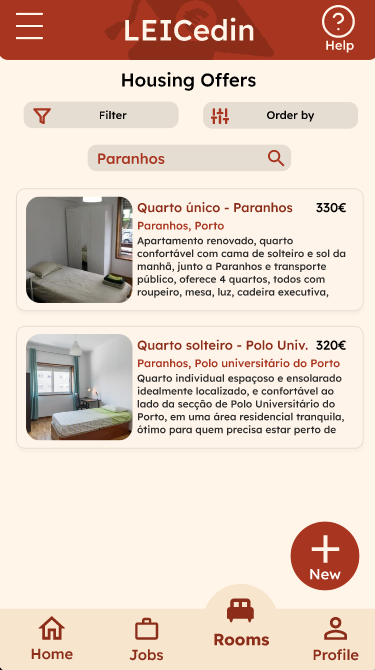 LEICedin
?
Help
Housing Offers
Filter
Order by
Paranhos
Quarto único - Paranhos 330€
Paranhos, Porto
Apartamento renovado, quarto
confortável com cama de solteiro e sol da
manhã, junto a Paranhos e transporte
público, oferece 4 quartos, todos com
roupeiro, mesa, luz, cadeira executiva,
Quarto solteiro - Polo Univ. 320€
Paranhos, Polo universitário do Porto
Quarto individual espaçoso e ensolarado
idealmente localizado, e confortável ao
lado da secção de Polo Universitário do
Porto, em uma área residencial tranquila,
ótimo para quem precisa estar perto de
New
Home
Jobs
Rooms
Profile